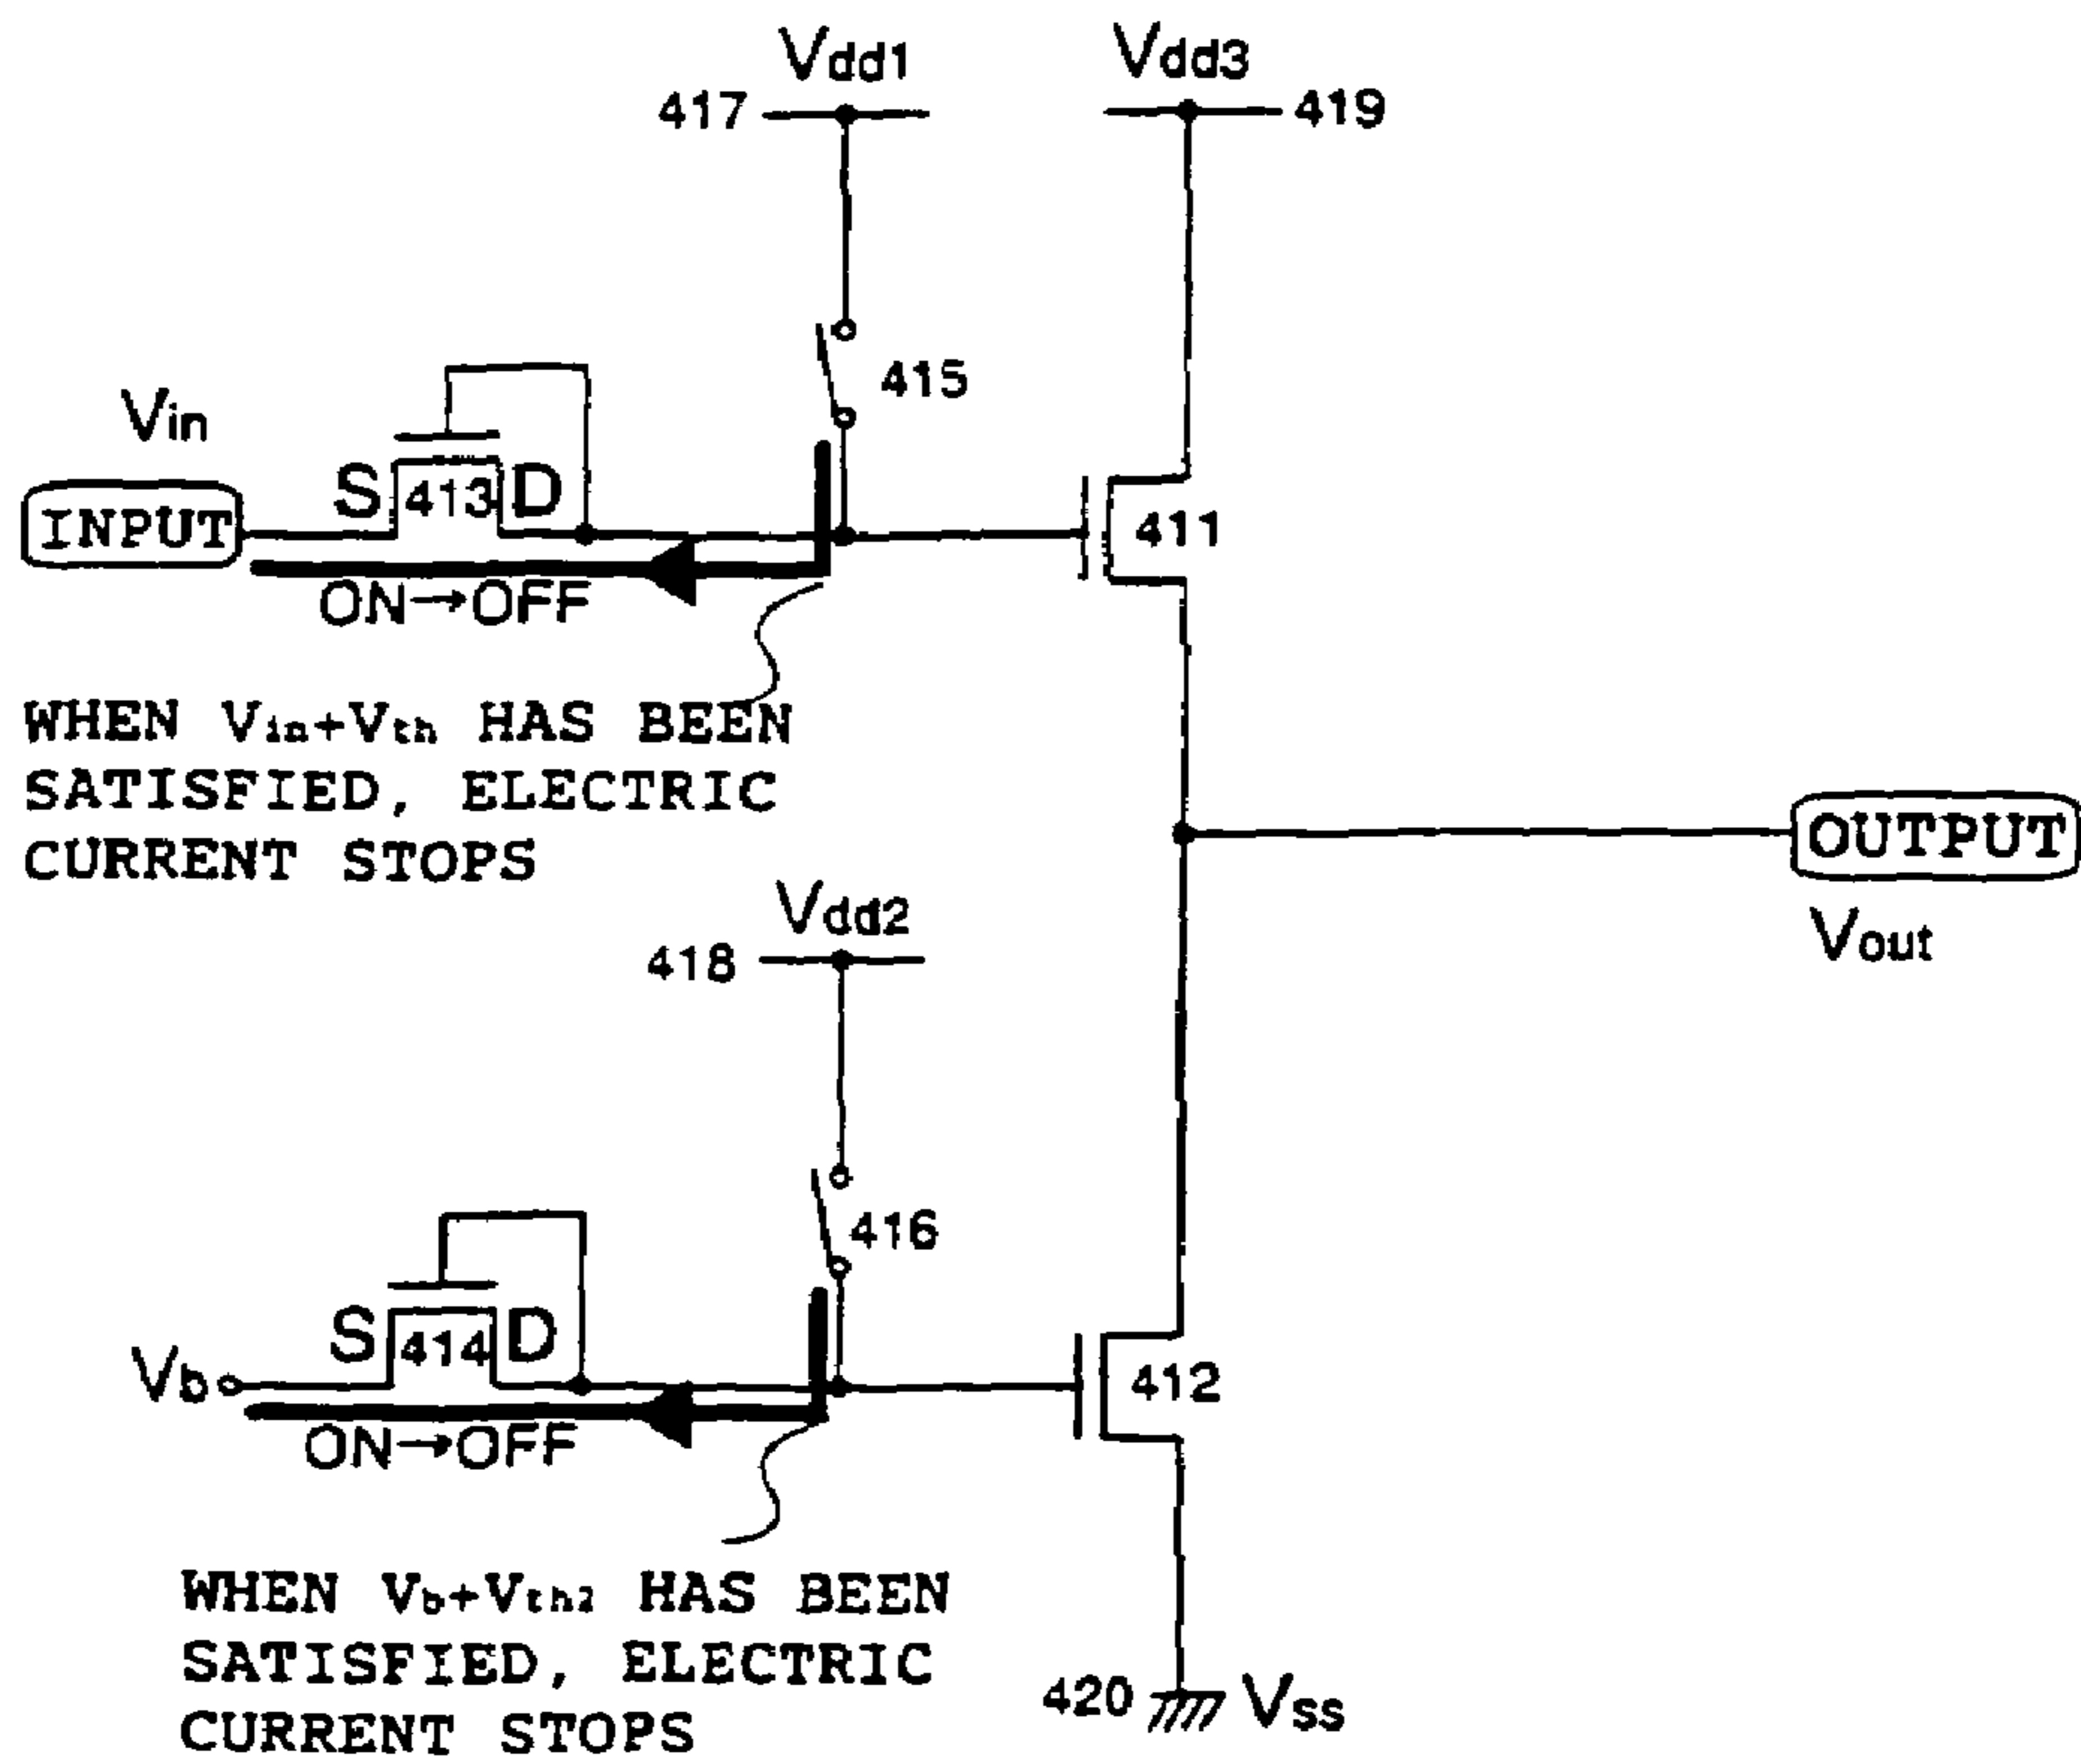 Vdd1
Vdd3
417
419
415
Vin
S 413 D
INPUT
411
ON→OFF
WHEN Vin+Vth HAS BEEN
SATISFIED, ELECTRIC
CURRENT STOPS
OUTPUT
Vout
Vdd2
418
416
S 414 D
Vb
412
ON→OFF
WHEN Vb+Vth2 HAS BEEN
SATISFIED, ELECTRIC
CURRENT STOPS
420 Vss